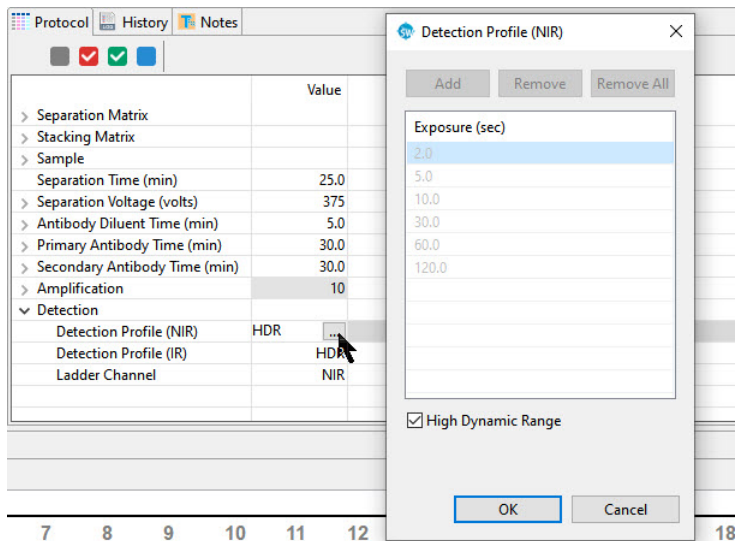 Protocol History Notes
Value
Separation Matrix
Stacking Matrix
Sample
Separation Time (min) 25.0
Separation Voltage (volts) 375
Antibody Diluent Time (min) 5.0
Primary Antibody Time (min) 30.0
Secondary Antibody Time (min) 30.0
Amplification 10
Detection
Detection Profile (NIR) HDR ...
Detection Profile (IR) HDR
Ladder Channel NIR
7 8 9 10 11 12 18
SW Detection Profile (NIR)
Add Remove Remove All
Exposure (sec)
2.0
5.0
10.0
30.0
60.0
120.0
High Dynamic Range
OK Cancel